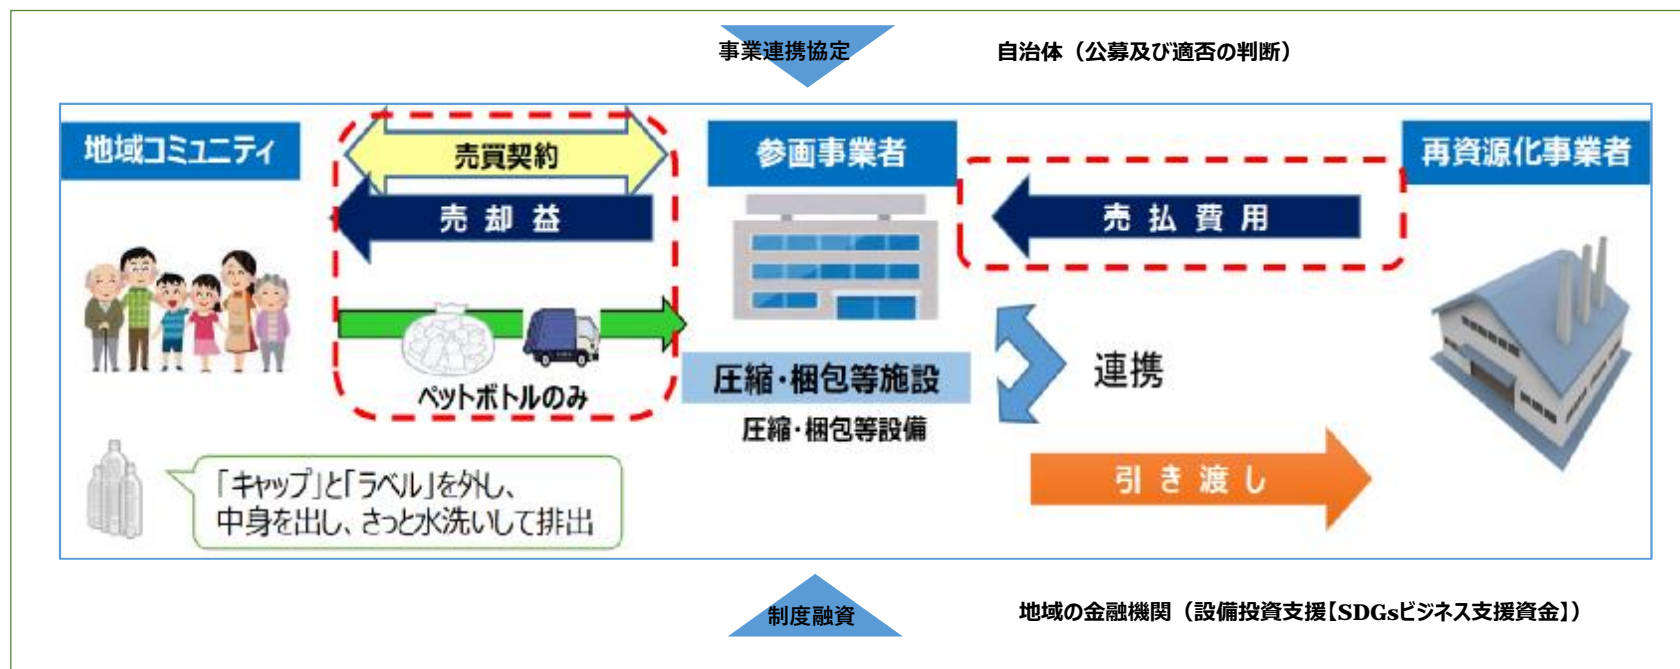 事業連携協定
自治体（公募及び適否の判断）
地域コミュニティ
売買契約
売却益
ペットボトルのみ
「キャップ」と「ラベル」を外し、
中身を出し、さっと水洗いして排出
参画事業者
圧縮・梱包等施設
圧縮・梱包等設備
売払費用
連携
引き渡し
再資源化事業者
制度融資
地域の金融機関（設備投資支援【SDGsビジネス支援資金】）